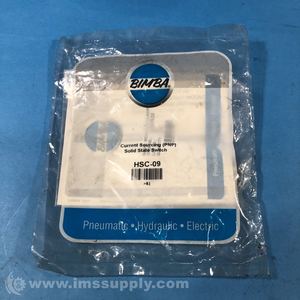 BIMBA
Current Sourcing (PNP)
Solid State Switch
HSC-09
Pneumatic • Hydraulic • Electric
© www.imssupply.com